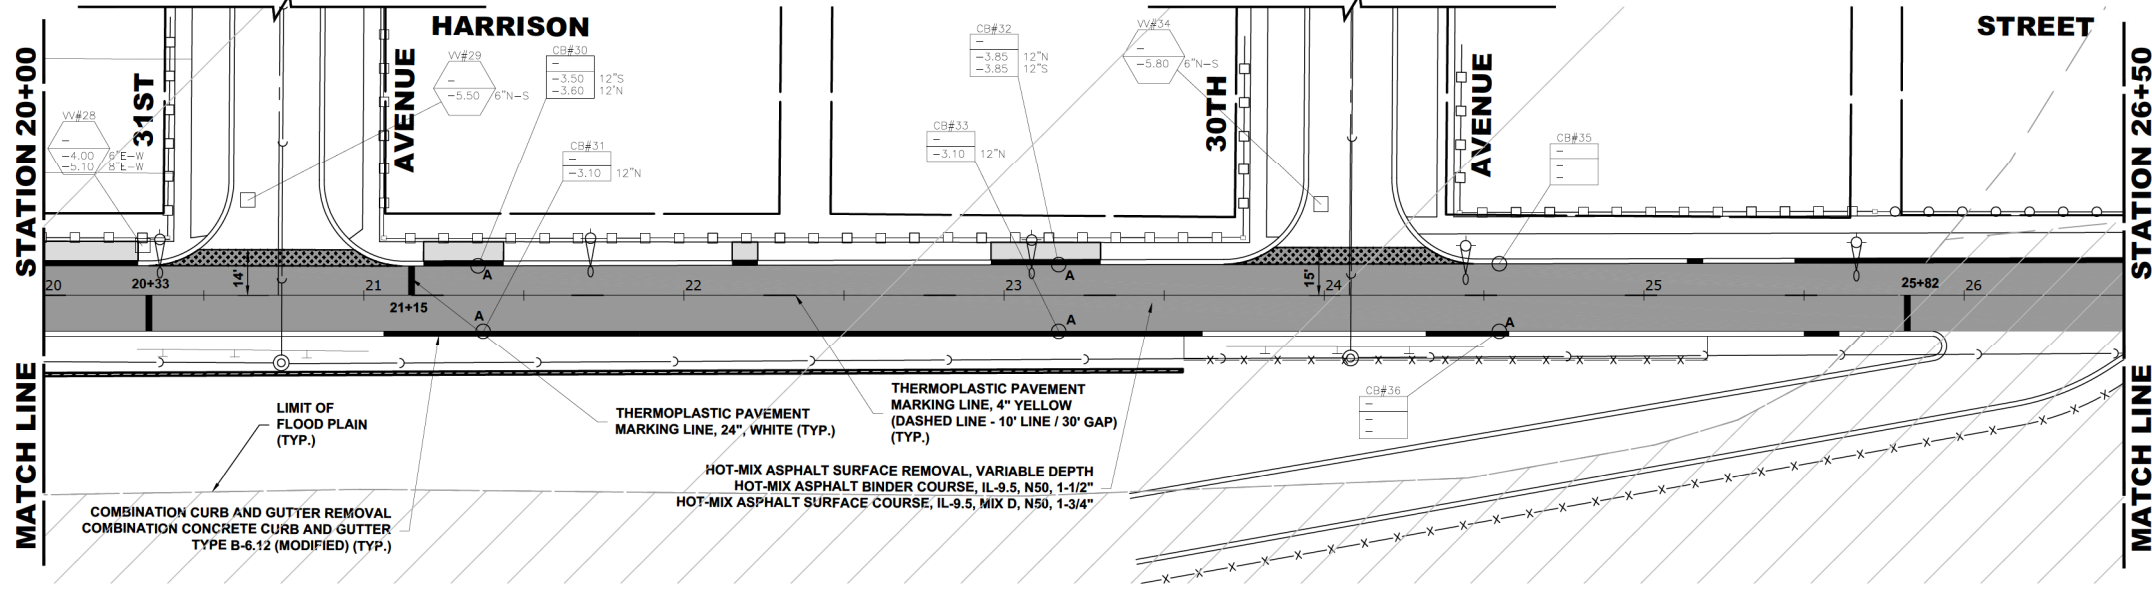 HARRISON
STREET
STATION 20+00
MATCH LINE
STATION 26+50
MATCH LINE
31ST
AVENUE
30TH
AVENUE
VV#28
-
-4.00 6"E-W
-5.10 8"E-W
VV#29
-
-5.50 6"N-S
CB#30
-
-3.50 12"S
-3.60 12"N
CB#31
-
-3.10 12"N
CB#32
-
-3.85 12"N
-3.85 12"S
CB#33
-
-3.10 12"N
VV#34
-
-5.80 6"N-S
CB#35
-
-
-
CB#36
-
-
-
14'
15'
A
A
A
A
A
20
20+33
21
21+15
22
23
24
25
25+82
26
LIMIT OF
FLOOD PLAIN
(TYP.)
THERMOPLASTIC PAVEMENT
MARKING LINE, 24", WHITE (TYP.)
THERMOPLASTIC PAVEMENT
MARKING LINE, 4" YELLOW
(DASHED LINE - 10' LINE / 30' GAP)
(TYP.)
HOT-MIX ASPHALT SURFACE REMOVAL, VARIABLE DEPTH
HOT-MIX ASPHALT BINDER COURSE, IL-9.5, N50, 1-1/2"
HOT-MIX ASPHALT SURFACE COURSE, IL-9.5, MIX D, N50, 1-3/4"
COMBINATION CURB AND GUTTER REMOVAL
COMBINATION CONCRETE CURB AND GUTTER
TYPE B-6.12 (MODIFIED) (TYP.)